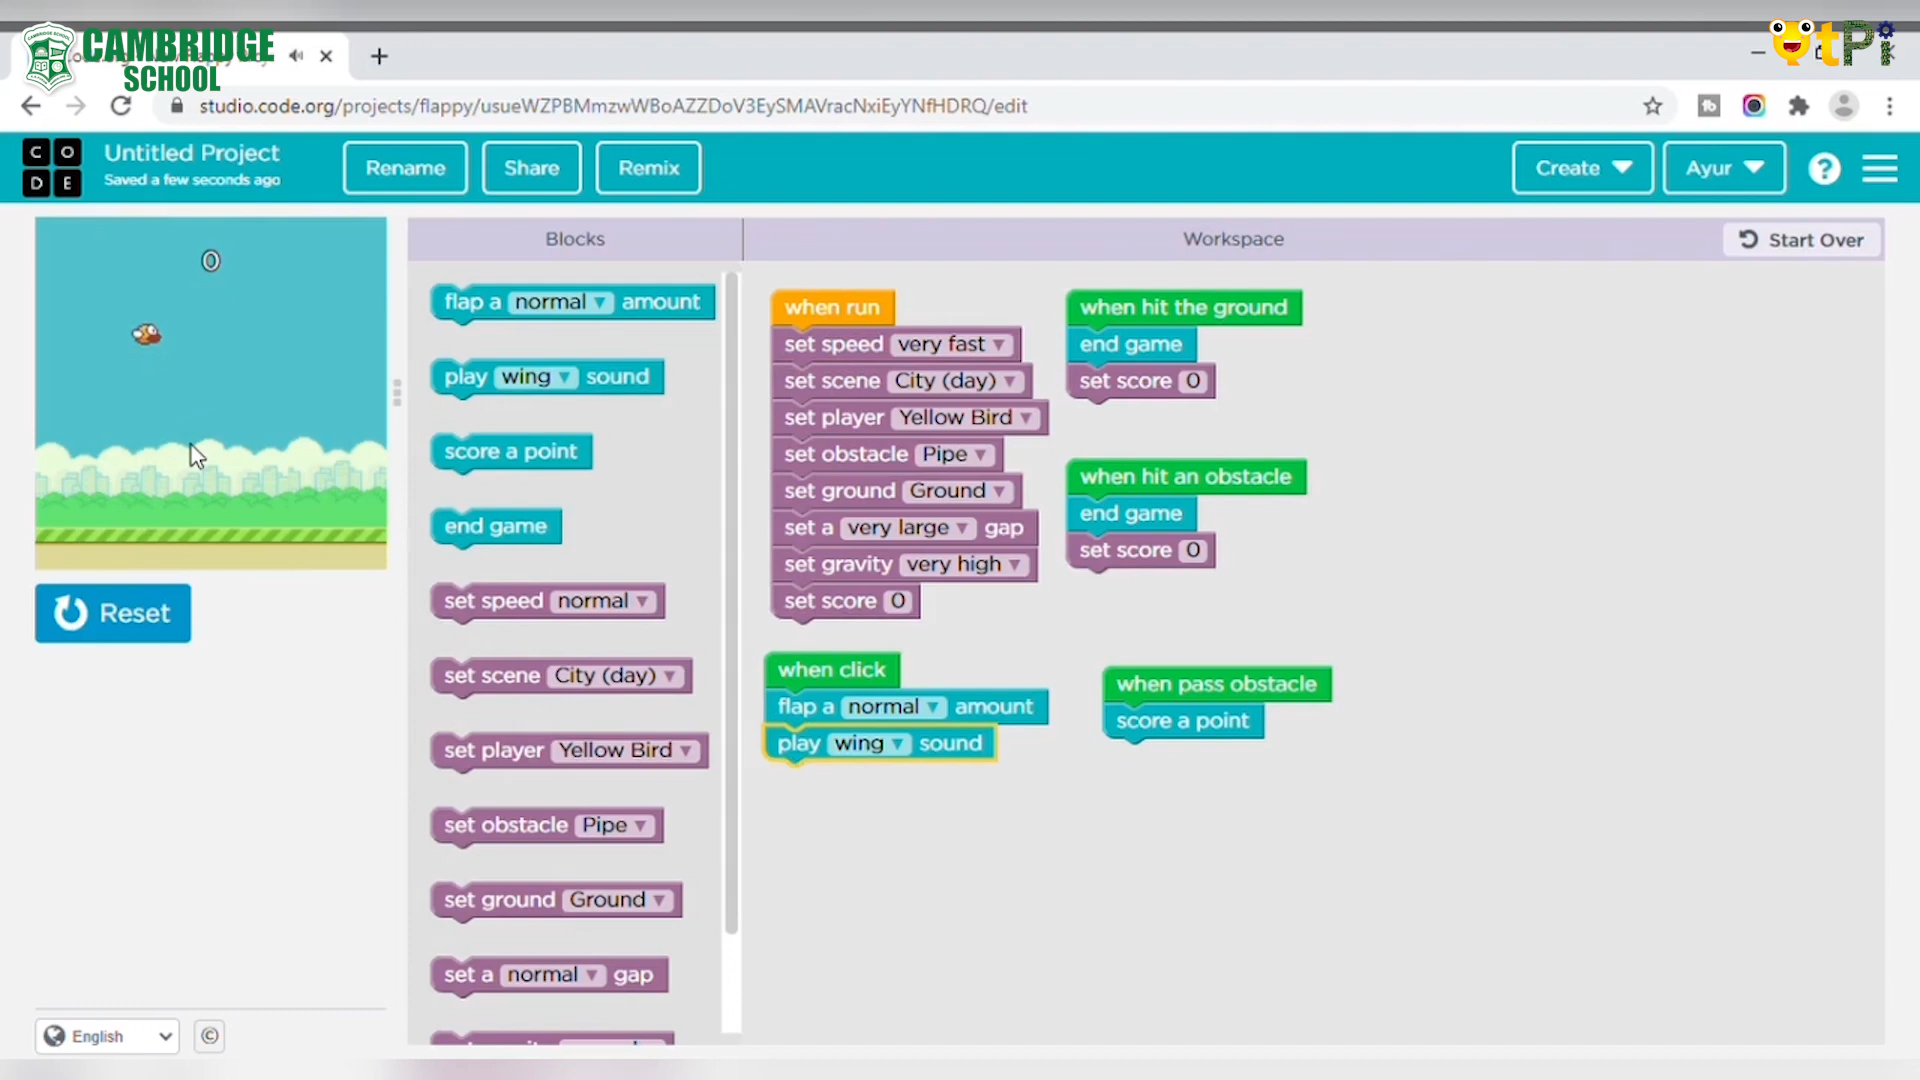 CAMBRIDGE
SCHOOL
tPi
studio.code.org/projects/flappy/usueWZPBMmzwWBoAZZDoV3EySMAVracNxiEyYNfHDRQ/edit
C O
D E
Untitled Project
Saved a few seconds ago
Rename
Share
Remix
Create
Ayur
?
0
Reset
English
©
Blocks
flap a normal amount
play wing sound
score a point
end game
set speed normal
set scene City (day)
set player Yellow Bird
set obstacle Pipe
set ground Ground
set a normal gap
Workspace
Start Over
when run
set speed very fast
set scene City (day)
set player Yellow Bird
set obstacle Pipe
set ground Ground
set a very large gap
set gravity very high
set score 0
when click
flap a normal amount
play wing sound
when hit the ground
end game
set score 0
when hit an obstacle
end game
set score 0
when pass obstacle
score a point